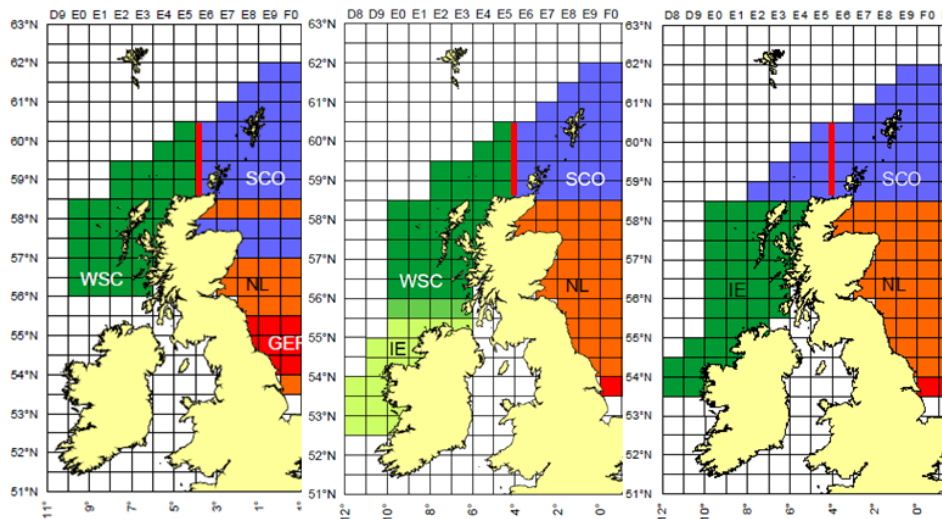 D9 E0 E1 E2 E3 E4 E5 E6 E7 E8 E9 F0
63°N
62°N
61°N
60°N
59°N
58°N
57°N
56°N
55°N
54°N
53°N
52°N
51°N
SCO
WSC
NL
GER
11° 9° 7° 5° 3° 1°
D8 D9 E0 E1 E2 E3 E4 E5 E6 E7 E8 E9 F0
63°N
62°N
61°N
60°N
59°N
58°N
57°N
56°N
55°N
54°N
53°N
52°N
51°N
SCO
WSC
NL
IE
12° 10° 8° 6° 4° 2° 0°
D8 D9 E0 E1 E2 E3 E4 E5 E6 E7 E8 E9 F0
63°N
62°N
61°N
60°N
59°N
58°N
57°N
56°N
55°N
54°N
53°N
52°N
51°N
SCO
IE
NL
12° 10° 8° 6° 4° 2° 0°